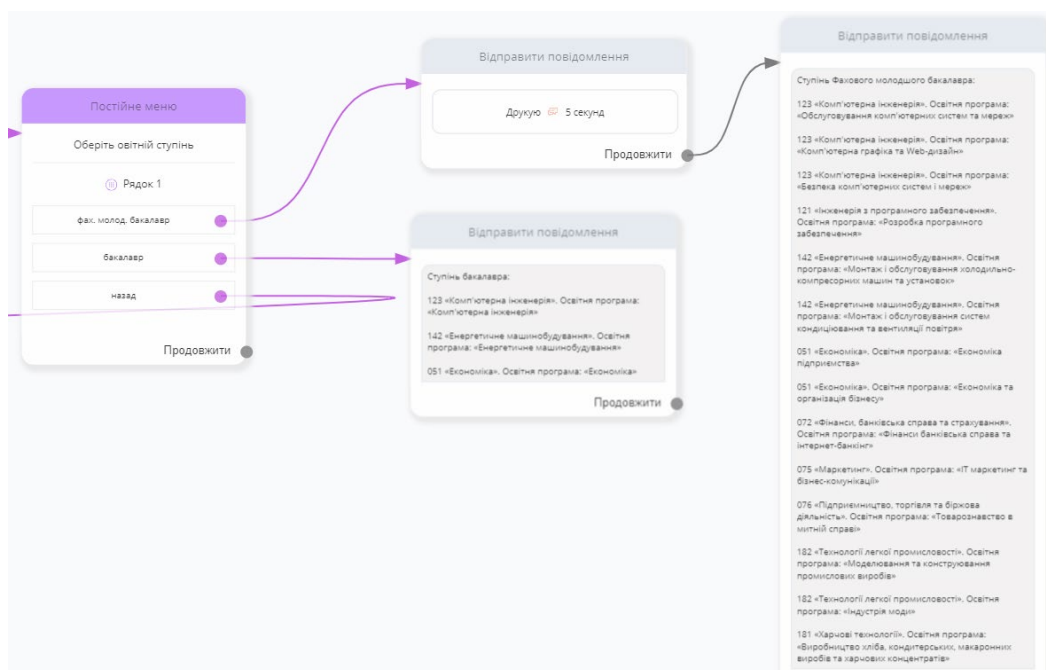 Постійне меню
Оберіть овітній ступінь
Рядок 1
фах. молод. бакалавр
бакалавр
назад
Продовжити
Відправити повідомлення
Друкую 5 секунд
Продовжити
Відправити повідомлення
Ступінь бакалавра:
123 «Комп'ютерна інженерія». Освітня програма:
«Комп'ютерна інженерія»
142 «Енергетичне машинобудування». Освітня
програма: «Енергетичне машинобудування»
051 «Економіка». Освітня програма: «Економіка»
Продовжити
Відправити повідомлення
Ступінь Фахового молодшого бакалавра:
123 «Комп'ютерна інженерія». Освітня програма:
«Обслуговування комп'ютерних систем та мереж»
123 «Комп'ютерна інженерія». Освітня програма:
«Комп'ютерна графіка та Web-дизайн»
123 «Комп'ютерна інженерія». Освітня програма:
«Безпека комп'ютерних систем і мереж»
121 «Інженерія з програмного забезпечення».
Освітня програма: «Розробка програмного
забезпечення»
142 «Енергетичне машинобудування». Освітня
програма: «Монтаж і обслуговування холодильно-
компресорних машин та установок»
142 «Енергетичне машинобудування». Освітня
програма: «Монтаж і обслуговування систем
кондиціювання та вентиляції повітря»
051 «Економіка». Освітня програма: «Економіка
підприємства»
051 «Економіка». Освітня програма: «Економіка та
організація бізнесу»
072 «Фінанси, банківська справа та страхування».
Освітня програма: «Фінанси банківська справа та
інтернет-банкінг»
075 «Маркетинг». Освітня програма: «ІТ маркетинг та
бізнес-комунікації»
076 «Підприємництво, торгівля та біржова
діяльність». Освітня програма: «Товарознавство в
митній справі»
182 «Технології легкої промисловості». Освітня
програма: «Моделювання та конструювання
промислових виробів»
182 «Технології легкої промисловості». Освітня
програма: «Індустрія моди»
181 «Харчові технології». Освітня програма:
«Виробництво хліба, кондитерських, макаронних
виробів та харчових концентратів»